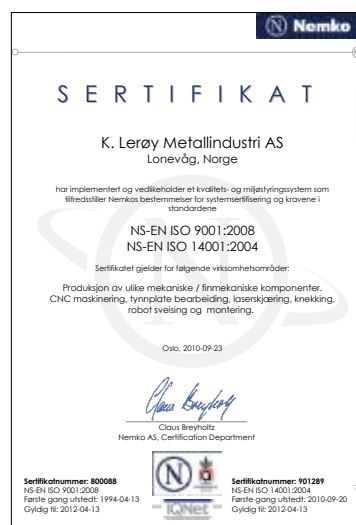 Nemko
SERTIFIKAT
K. Lerøy Metallindustri AS
Lonevåg, Norge
har implementert og vedlikeholder et kvalitets- og miljøstyringssystem som
tilfredsstiller Nemkos bestemmelser for systemsertifisering og kravene i
standardene
NS-EN ISO 9001:2008
NS-EN ISO 14001:2004
Sertifikatet gjelder for følgende virksomhetsområder:
Produksjon av ulike mekaniske / finmekaniske komponenter.
CNC maskinering, tynnplate bearbeiding, laserskjæring, knekking,
robot sveising og montering.
Oslo, 2010-09-23
Claus Breyholtz
Claus Breyholtz
Nemko AS, Certification Department
Sertifikatnummer: 800088
NS-EN ISO 9001:2008
Første gang utstedt: 1994-04-13
Gyldig til: 2012-04-13
IQNet
Sertifikatnummer: 901289
NS-EN ISO 14001:2004
Første gang utstedt: 2010-09-20
Gyldig til: 2012-04-13